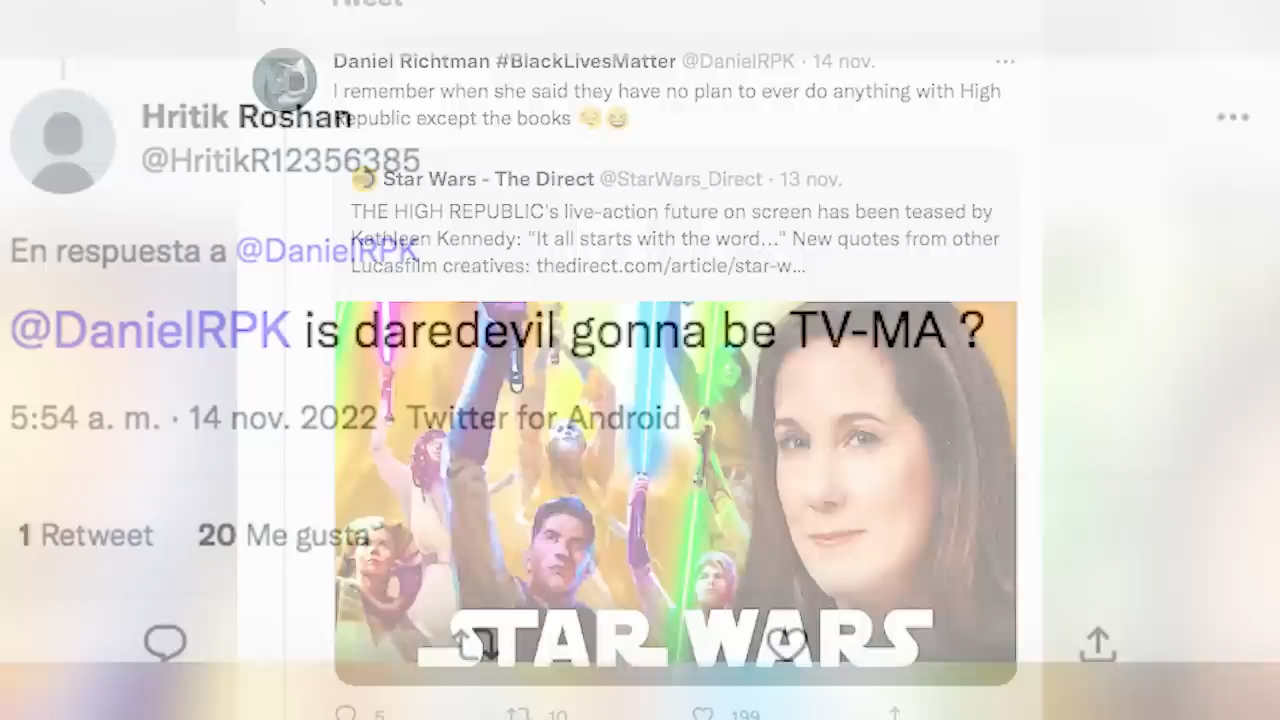 Tweet
Daniel Richtman #BlackLivesMatter @DanielRPK · 14 nov.
I remember when she said they have no plan to ever do anything with High
Republic except the books
Star Wars - The Direct @StarWars_Direct · 13 nov.
THE HIGH REPUBLIC's live-action future on screen has been teased by
Kathleen Kennedy: "It all starts with the word..." New quotes from other
Lucasfilm creatives: thedirect.com/article/star-w...
STAR WARS
5 10 199
Hritik Roshan
@HritikR12356385
En respuesta a @DanielRPK
@DanielRPK is daredevil gonna be TV-MA ?
5:54 a. m. · 14 nov. 2022 · Twitter for Android
1 Retweet 20 Me gusta